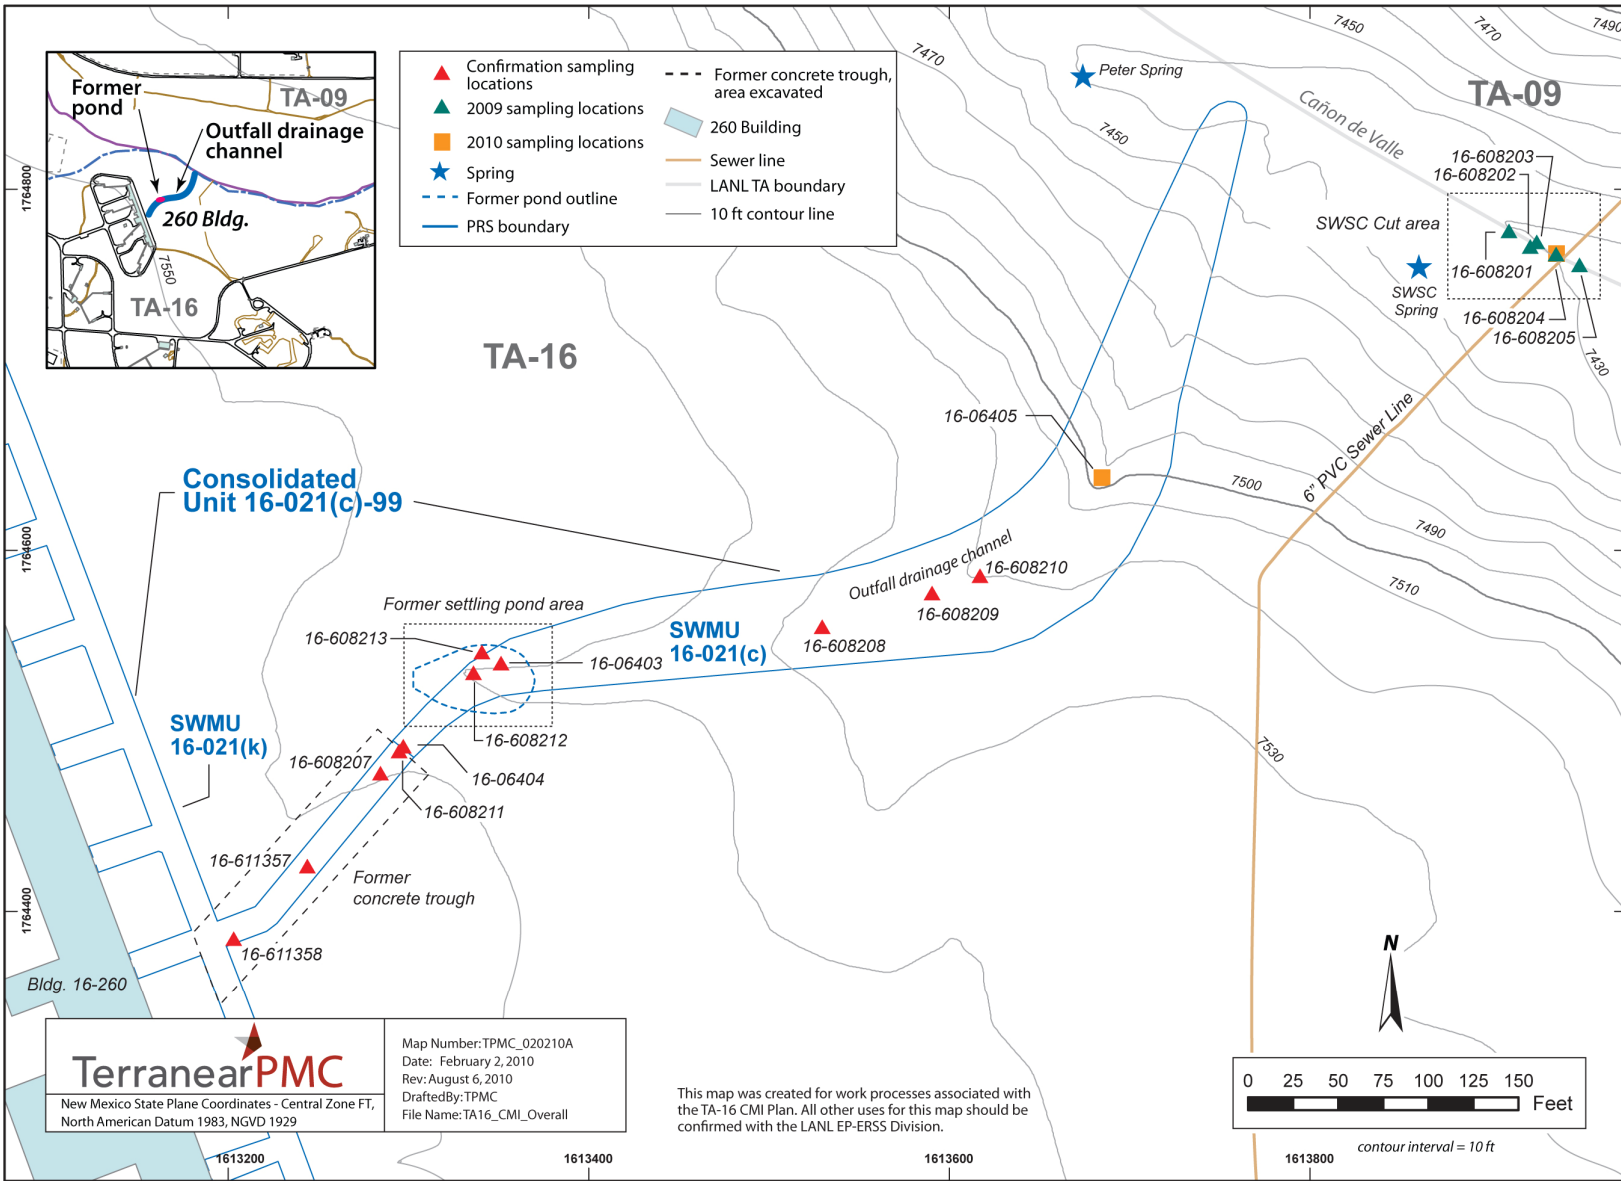 Former
pond
TA-09
Outfall drainage
channel
260 Bldg.
7550
TA-16
Confirmation sampling
locations
2009 sampling locations
2010 sampling locations
Spring
Former pond outline
PRS boundary
Former concrete trough,
area excavated
260 Building
Sewer line
LANL TA boundary
10 ft contour line
7470
Peter Spring
7450
7450
7470
7490
TA-09
Cañon de Valle
16-608203
16-608202
SWSC Cut area
16-608201
SWSC
Spring
16-608204
16-608205
7430
1764800
TA-16
16-06405
6" PVC Sewer Line
7500
7490
7510
Consolidated
Unit 16-021(c)-99
1764600
Outfall drainage channel
16-608210
16-608209
16-608208
Former settling pond area
16-608213
16-06403
SWMU
16-021(c)
16-608212
SWMU
16-021(k)
16-608207
16-06404
16-608211
7530
16-611357
Former
concrete trough
1764400
16-611358
Bldg. 16-260
N
TerranearPMC
New Mexico State Plane Coordinates - Central Zone FT,
North American Datum 1983, NGVD 1929
Map Number: TPMC_020210A
Date: February 2, 2010
Rev: August 6, 2010
DraftedBy: TPMC
File Name: TA16_CMI_Overall
This map was created for work processes associated with
the TA-16 CMI Plan. All other uses for this map should be
confirmed with the LANL EP-ERSS Division.
0 25 50 75 100 125 150
Feet
contour interval = 10 ft
1613200
1613400
1613600
1613800